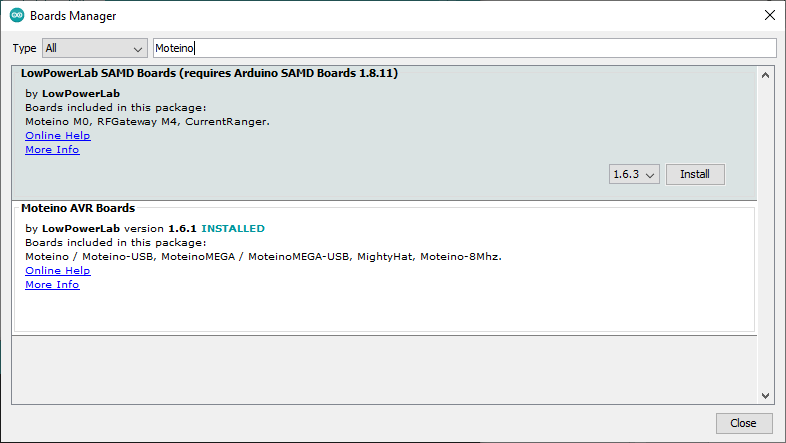 Boards Manager
Type All Moteino
LowPowerLab SAMD Boards (requires Arduino SAMD Boards 1.8.11)
by LowPowerLab
Boards included in this package:
Moteino M0, RFGateway M4, CurrentRanger.
Online Help
More Info
1.6.3 Install
Moteino AVR Boards
by LowPowerLab version 1.6.1 INSTALLED
Boards included in this package:
Moteino / Moteino-USB, MoteinoMEGA / MoteinoMEGA-USB, MightyHat, Moteino-8Mhz.
Online Help
More Info
Close